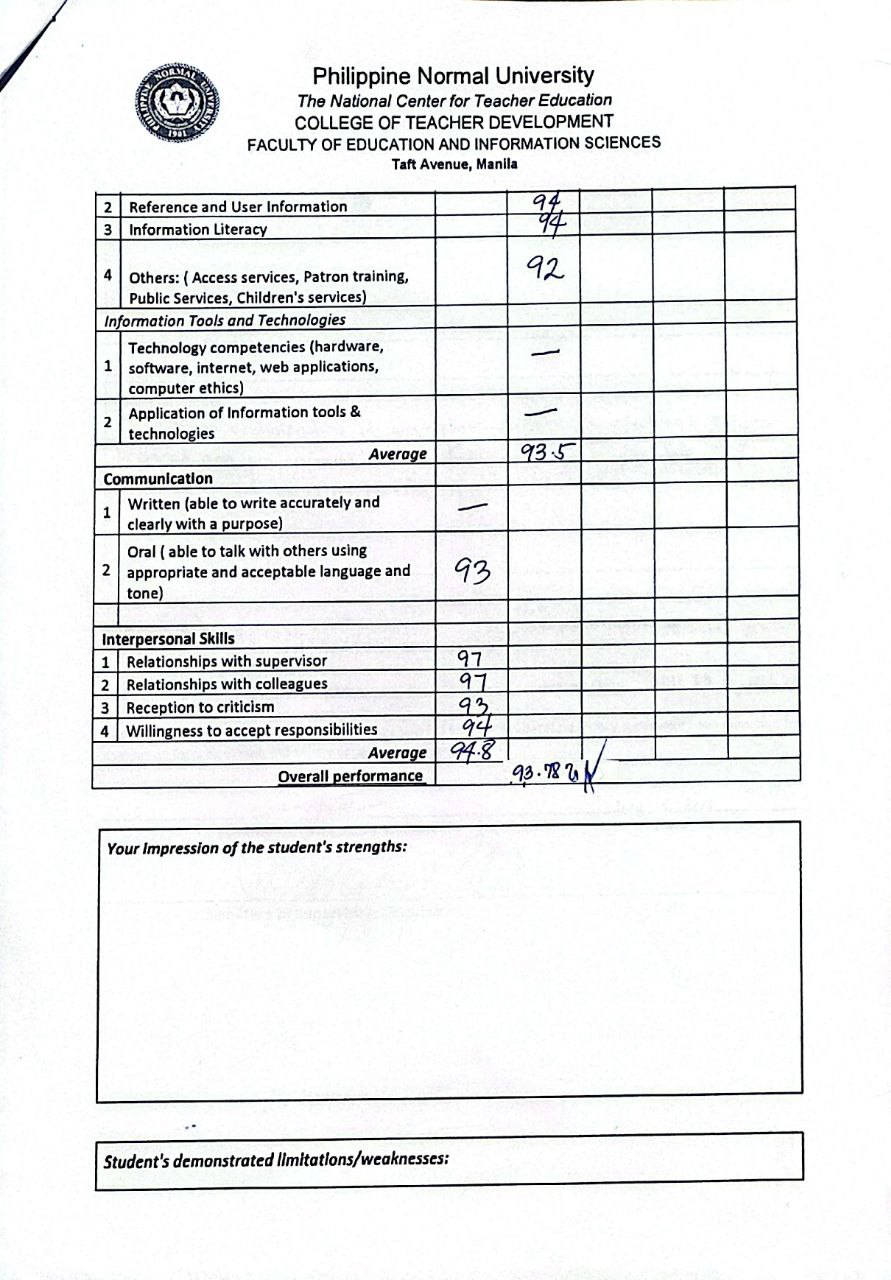 PHILIPPINE NORMAL UNIVERSITY
1901
Philippine Normal University
The National Center for Teacher Education
COLLEGE OF TEACHER DEVELOPMENT
FACULTY OF EDUCATION AND INFORMATION SCIENCES
Taft Avenue, Manila
2 Reference and User Information 94
3 Information Literacy 94
4 Others: ( Access services, Patron training, 92
Public Services, Children's services)
Information Tools and Technologies
Technology competencies (hardware,
1 software, internet, web applications, —
computer ethics)
2 Application of Information tools & —
technologies
Average 93.5
Communication
1 Written (able to write accurately and —
clearly with a purpose)
Oral ( able to talk with others using
2 appropriate and acceptable language and 93
tone)
Interpersonal Skills
1 Relationships with supervisor 97
2 Relationships with colleagues 97
3 Reception to criticism 93
4 Willingness to accept responsibilities 94
Average 94.8
Overall performance 93.78
Your Impression of the student's strengths:
Student's demonstrated limitations/weaknesses: